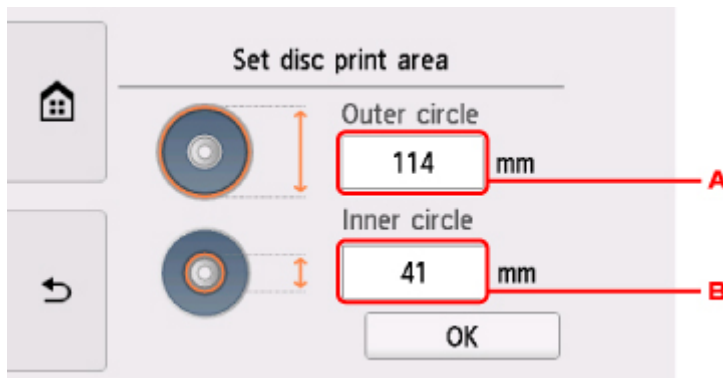 Set disc print area
Outer circle
114 mm
A
Inner circle
41 mm
B
OK